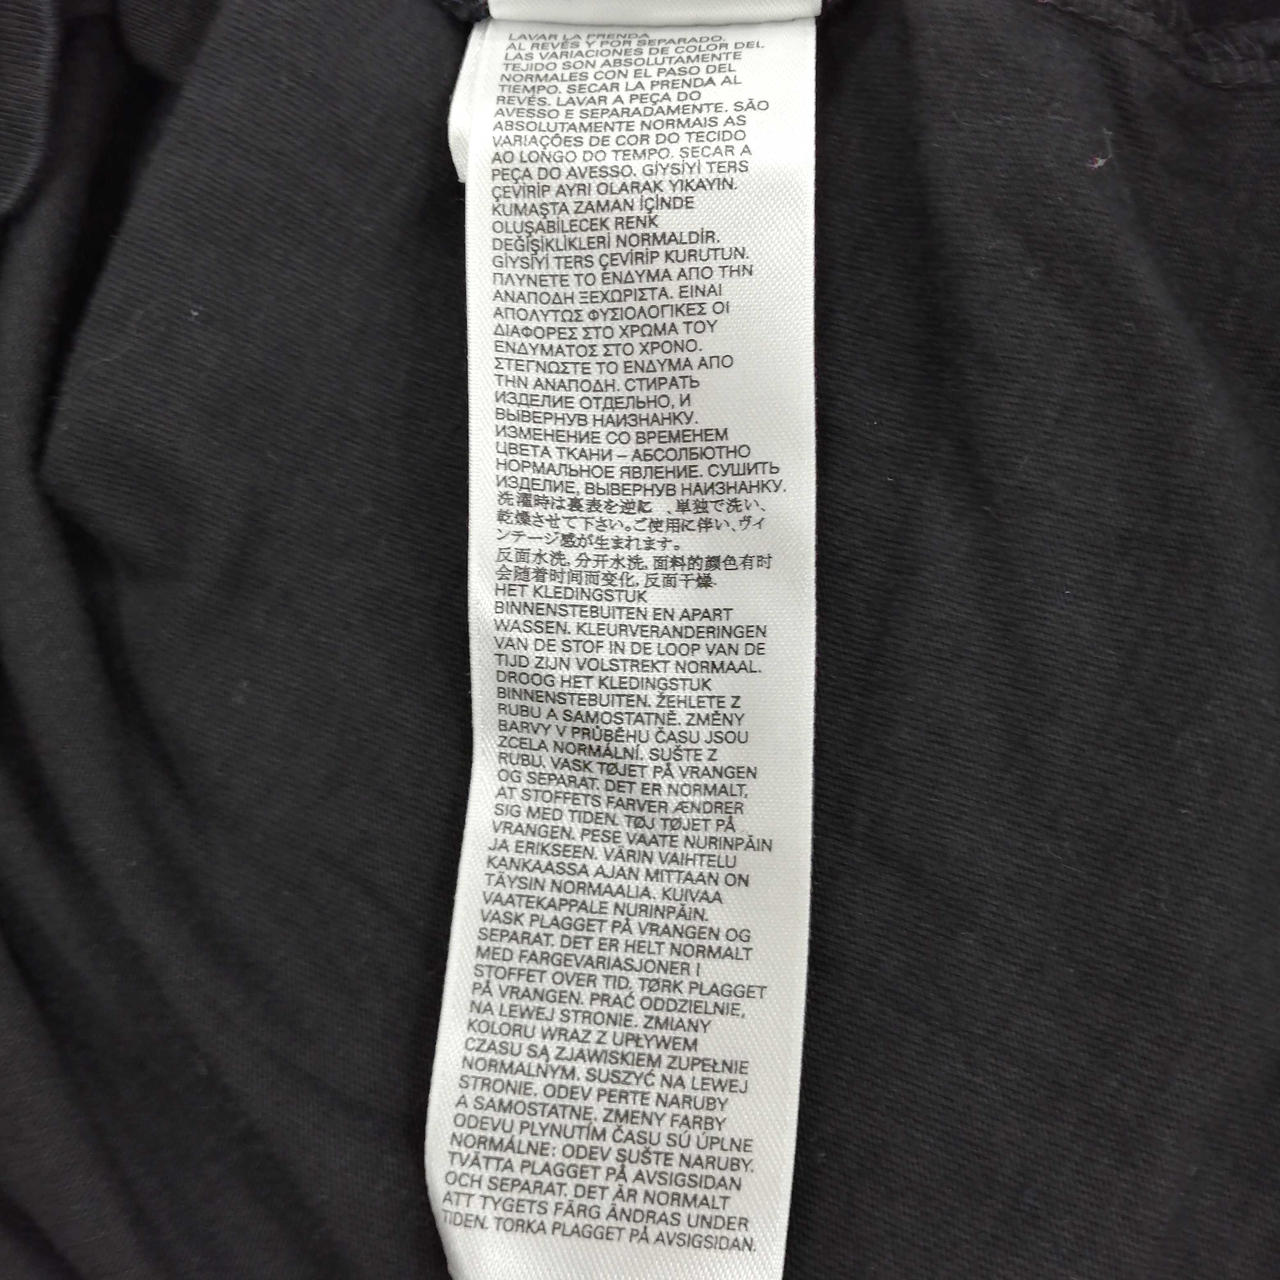 LAVAR LA PRENDA
AL REVÉS Y POR SEPARADO.
LAS VARIACIONES DE COLOR DEL
TEJIDO SON ABSOLUTAMENTE
NORMALES CON EL PASO DEL
TIEMPO. SECAR LA PRENDA AL
REVÉS. LAVAR A PEÇA DO
AVESSO E SEPARADAMENTE. SÃO
ABSOLUTAMENTE NORMAIS AS
VARIAÇÕES DE COR DO TECIDO
AO LONGO DO TEMPO. SECAR A
PEÇA DO AVESSO. GİYSİYİ TERS
ÇEVİRİP AYRI OLARAK YIKAYIN.
KUMAŞTA ZAMAN İÇİNDE
OLUŞABİLECEK RENK
DEĞİŞİKLİKLERİ NORMALDİR.
GİYSİYİ TERS ÇEVİRİP KURUTUN.
ΠΛΥΝΕΤΕ ΤΟ ΕΝΔΥΜΑ ΑΠΟ ΤΗΝ
ΑΝΑΠΟΔΗ ΞΕΧΩΡΙΣΤΑ. ΕΙΝΑΙ
ΑΠΟΛΥΤΩΣ ΦΥΣΙΟΛΟΓΙΚΕΣ ΟΙ
ΔΙΑΦΟΡΕΣ ΣΤΟ ΧΡΩΜΑ ΤΟΥ
ΕΝΔΥΜΑΤΟΣ ΣΤΟ ΧΡΟΝΟ.
ΣΤΕΓΝΩΣΤΕ ΤΟ ΕΝΔΥΜΑ ΑΠΟ
ΤΗΝ ΑΝΑΠΟΔΗ. СТИРАТЬ
ИЗДЕЛИЕ ОТДЕЛЬНО, И
ВЫВЕРНУВ НАИЗНАНКУ.
ИЗМЕНЕНИЕ СО ВРЕМЕНЕМ
ЦВЕТА ТКАНИ – АБСОЛБЮТНО
НОРМАЛЬНОЕ ЯВЛЕНИЕ. СУШИТЬ
ИЗДЕЛИЕ, ВЫВЕРНУВ НАИЗНАНКУ.
洗濯時は裏表を逆に 、単独で洗い、
乾燥させて下さい。ご使用に伴い、ヴィ
ンテージ感が生まれます。
反面水洗, 分开水洗, 面料的颜色有时
会随着时间而变化, 反面干燥.
HET KLEDINGSTUK
BINNENSTEBUITEN EN APART
WASSEN. KLEURVERANDERINGEN
VAN DE STOF IN DE LOOP VAN DE
TIJD ZIJN VOLSTREKT NORMAAL.
DROOG HET KLEDINGSTUK
BINNENSTEBUITEN. ŽEHLETE Z
RUBU A SAMOSTATNĚ. ZMĚNY
BARVY V PRŮBĚHU ČASU JSOU
ZCELA NORMÁLNÍ. SUŠTE Z
RUBU. VASK TØJET PÅ VRANGEN
OG SEPARAT. DET ER NORMALT,
AT STOFFETS FARVER ÆNDRER
SIG MED TIDEN. TØJ TØJET PÅ
VRANGEN. PESE VAATE NURINPÄIN
JA ERIKSEEN. VÄRIN VAIHTELU
KANKAASSA AJAN MITTAAN ON
TÄYSIN NORMAALIA. KUIVAA
VAATEKAPPALE NURINPÄIN.
VASK PLAGGET PÅ VRANGEN OG
SEPARAT. DET ER HELT NORMALT
MED FARGEVARIASJONER I
STOFFET OVER TID. TØRK PLAGGET
PÅ VRANGEN. PRAĆ ODDZIELNIE,
NA LEWEJ STRONIE. ZMIANY
KOLORU WRAZ Z UPŁYWEM
CZASU SĄ ZJAWISKIEM ZUPEŁNIE
NORMALNYM. SUSZYĆ NA LEWEJ
STRONIE. ODEV PERTE NARUBY
A SAMOSTATNE. ZMENY FARBY
ODEVU PLYNUTÍM ČASU SÚ ÚPLNE
NORMÁLNE: ODEV SUŠTE NARUBY.
TVÄTTA PLAGGET PÅ AVSIGSIDAN
OCH SEPARAT. DET ÄR NORMALT
ATT TYGETS FÄRG ÄNDRAS UNDER
TIDEN. TORKA PLAGGET PÅ AVSIGSIDAN.